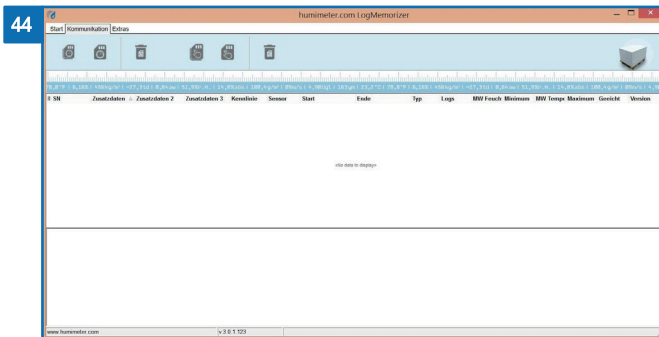 44
humimeter.com LogMemorizer
Start Kommunikation Extras
SN Zusatzdaten Zusatzdaten 2 Zusatzdaten 3 Kennlinie Sensor Start Ende Typ Logs MW Feuch Minimum MW Tempe Maximum Geeicht Version
<No data to display>
www.humimeter.com v 3.0.1.123